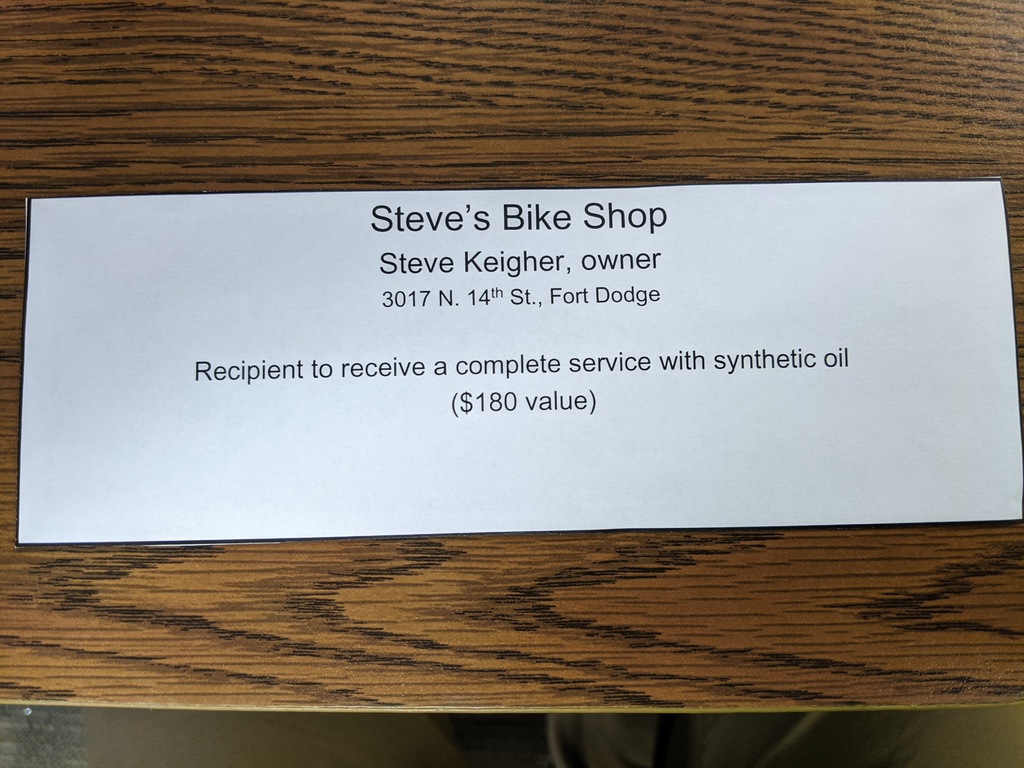 Steve’s Bike Shop
Steve Keigher, owner
3017 N. 14th St., Fort Dodge
Recipient to receive a complete service with synthetic oil
($180 value)